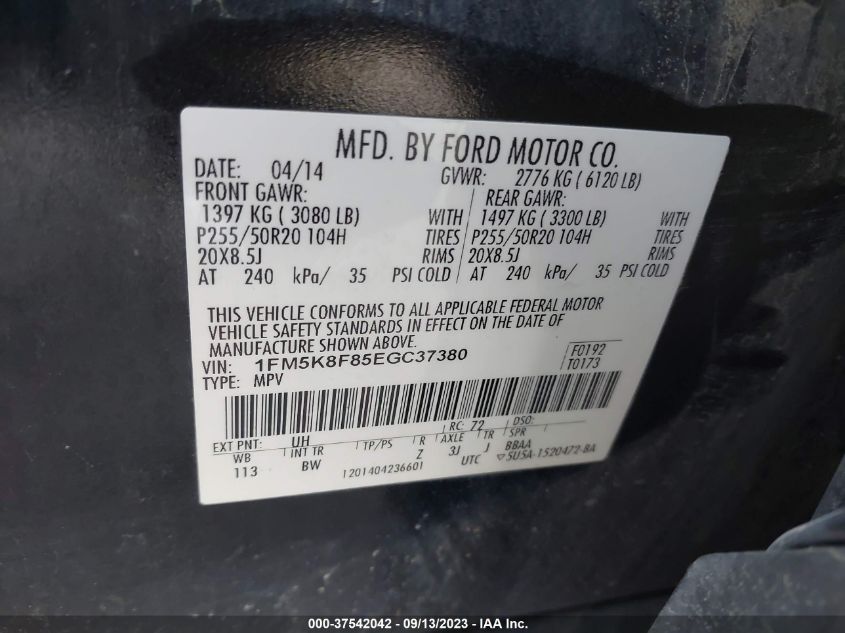 MFD. BY FORD MOTOR CO.
DATE: 04/14 GVWR: 2776 KG ( 6120 LB)
FRONT GAWR: REAR GAWR:
1397 KG ( 3080 LB) WITH 1497 KG ( 3300 LB) WITH
P255/50R20 104H TIRES P255/50R20 104H TIRES
20X8.5J RIMS 20X8.5J RIMS
AT 240 kPa/ 35 PSI COLD AT 240 kPa/ 35 PSI COLD
THIS VEHICLE CONFORMS TO ALL APPLICABLE FEDERAL MOTOR
VEHICLE SAFETY STANDARDS IN EFFECT ON THE DATE OF
MANUFACTURE SHOWN ABOVE.
VIN: 1FM5K8F85EGC37380 F0192
TYPE: MPV T0173
EXT PNT: UH RC: 72 DSO:
WB INT TR TP/PS R AXLE TR SPR
113 BW Z 3J J BBAA
1201404236601 UTC 5U5A-1520472-BA
000-37542042 - 09/13/2023 - IAA Inc.